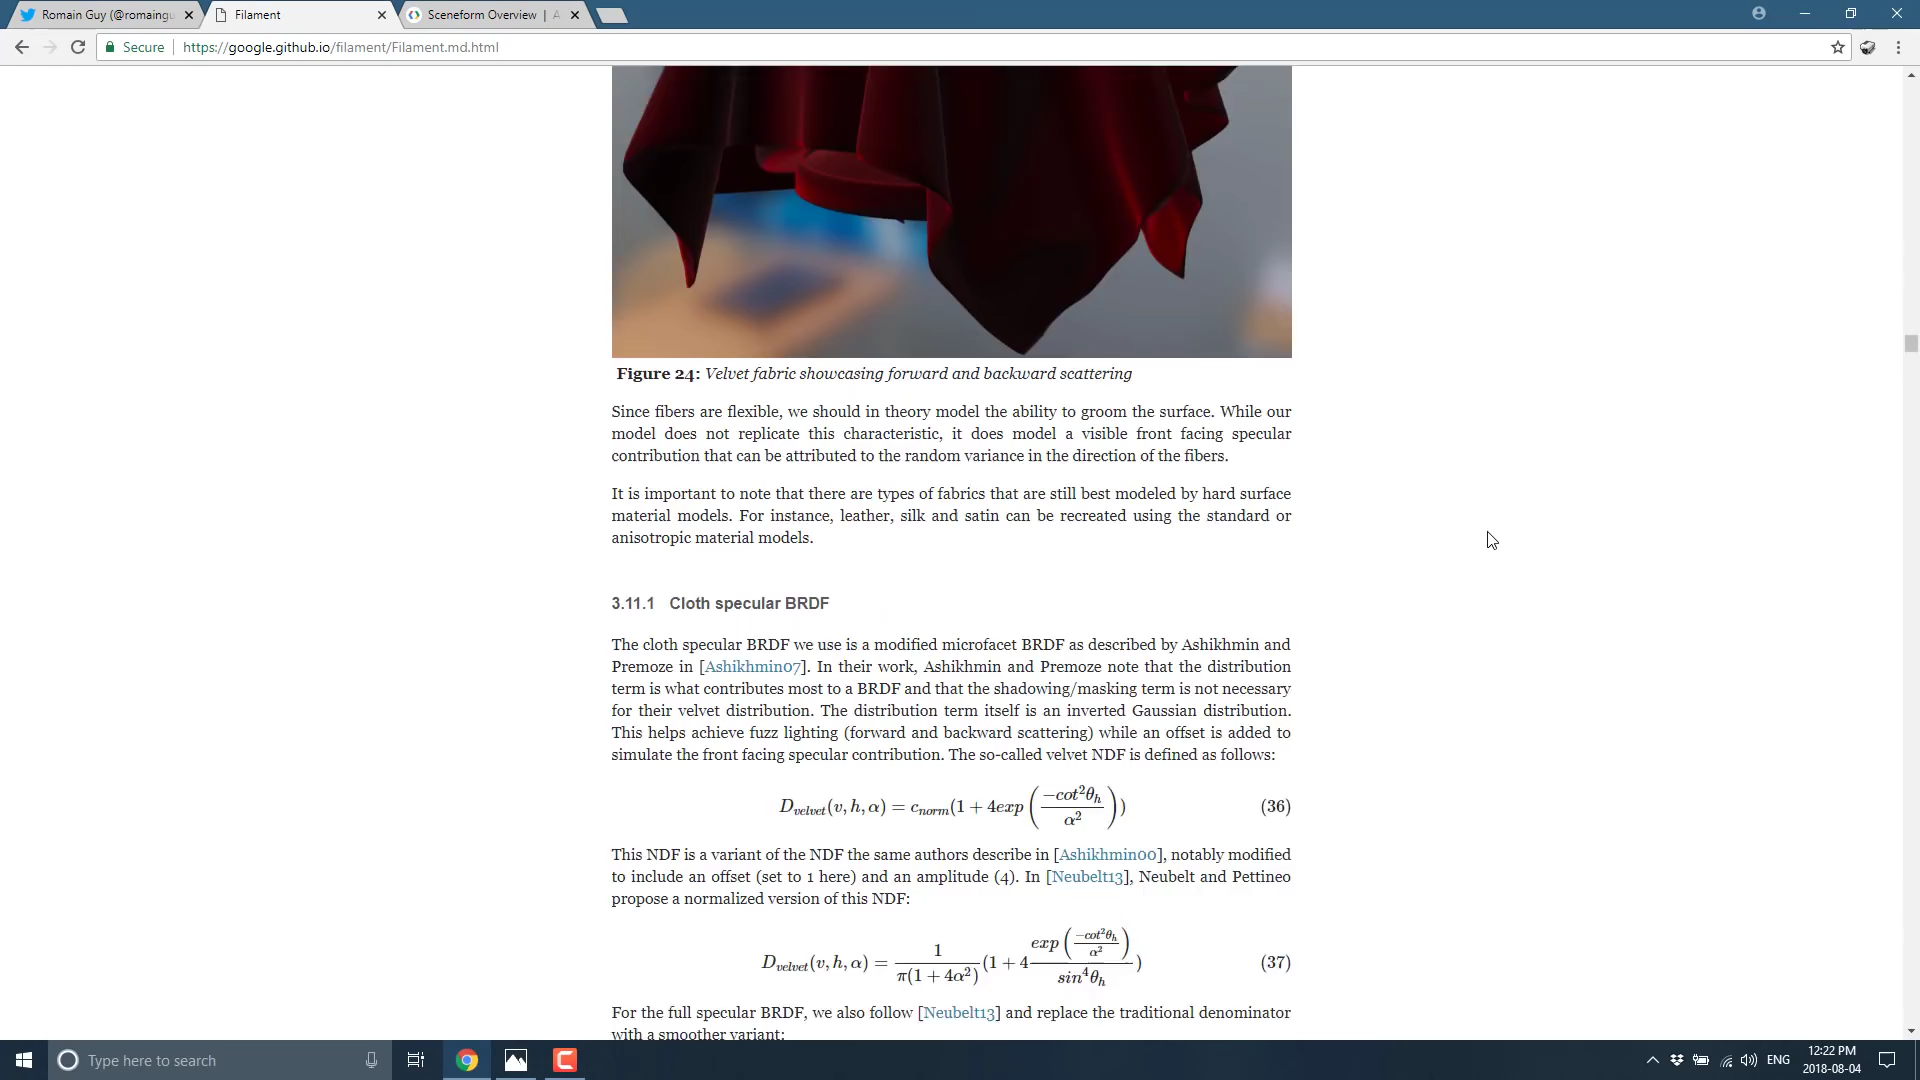 Romain Guy (@romaingu
Filament
Sceneform Overview | A
Secure
https://google.github.io/filament/Filament.md.html
Figure 24: Velvet fabric showcasing forward and backward scattering
Since fibers are flexible, we should in theory model the ability to groom the surface. While our
model does not replicate this characteristic, it does model a visible front facing specular
contribution that can be attributed to the random variance in the direction of the fibers.
It is important to note that there are types of fabrics that are still best modeled by hard surface
material models. For instance, leather, silk and satin can be recreated using the standard or
anisotropic material models.
3.11.1 Cloth specular BRDF
The cloth specular BRDF we use is a modified microfacet BRDF as described by Ashikhmin and
Premoze in [Ashikhmin07]. In their work, Ashikhmin and Premoze note that the distribution
term is what contributes most to a BRDF and that the shadowing/masking term is not necessary
for their velvet distribution. The distribution term itself is an inverted Gaussian distribution.
This helps achieve fuzz lighting (forward and backward scattering) while an offset is added to
simulate the front facing specular contribution. The so-called velvet NDF is defined as follows:
D_velvet(v, h, α) = c_norm(1 + 4exp(−cot²θ_h / α²)) (36)
This NDF is a variant of the NDF the same authors describe in [Ashikhmin00], notably modified
to include an offset (set to 1 here) and an amplitude (4). In [Neubelt13], Neubelt and Pettineo
propose a normalized version of this NDF:
D_velvet(v, h, α) = 1 / π(1 + 4α²) (1 + 4 exp(−cot²θ_h / α²) / sin⁴θ_h) (37)
For the full specular BRDF, we also follow [Neubelt13] and replace the traditional denominator
with a smoother variant:
Type here to search
ENG
12:22 PM
2018-08-04